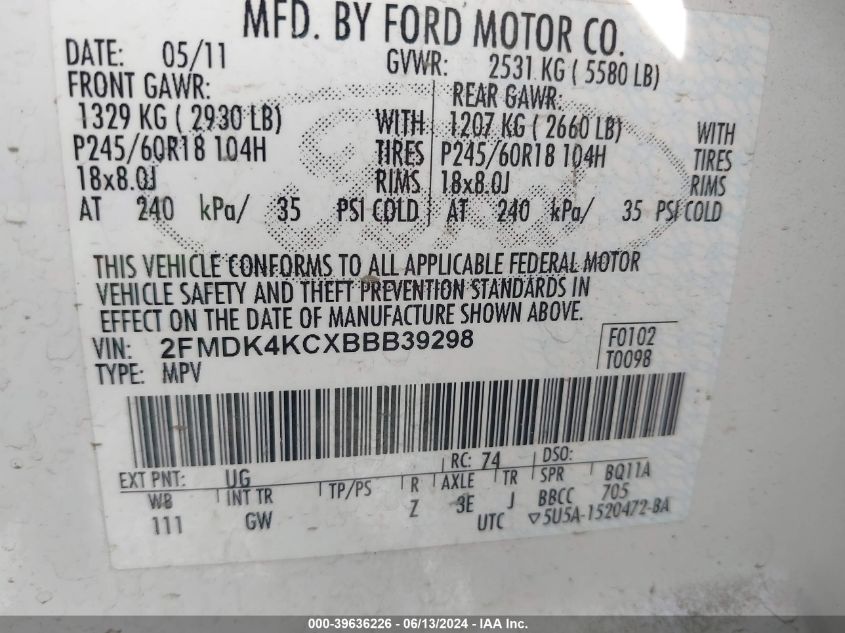 MFD. BY FORD MOTOR CO.
DATE: 05/11 GVWR: 2531 KG ( 5580 LB)
FRONT GAWR: REAR GAWR:
1329 KG ( 2930 LB) WITH 1207 KG ( 2660 LB) WITH
P245/60R18 104H TIRES P245/60R18 104H TIRES
18x8.0J RIMS 18x8.0J RIMS
AT 240 kPa/ 35 PSI COLD AT 240 kPa/ 35 PSI COLD
THIS VEHICLE CONFORMS TO ALL APPLICABLE FEDERAL MOTOR
VEHICLE SAFETY AND THEFT PREVENTION STANDARDS IN
EFFECT ON THE DATE OF MANUFACTURE SHOWN ABOVE.
VIN: 2FMDK4KCXBBB39298 F0102
TYPE: MPV T0098
EXT PNT: UG RC: 74 DSO:
WB INT TR TP/PS R AXLE TR SPR BQ11A
111 GW Z 3E J BBCC 705
UTC ▽5U5A-1520472-BA
000-39636226 - 06/13/2024 - IAA Inc.